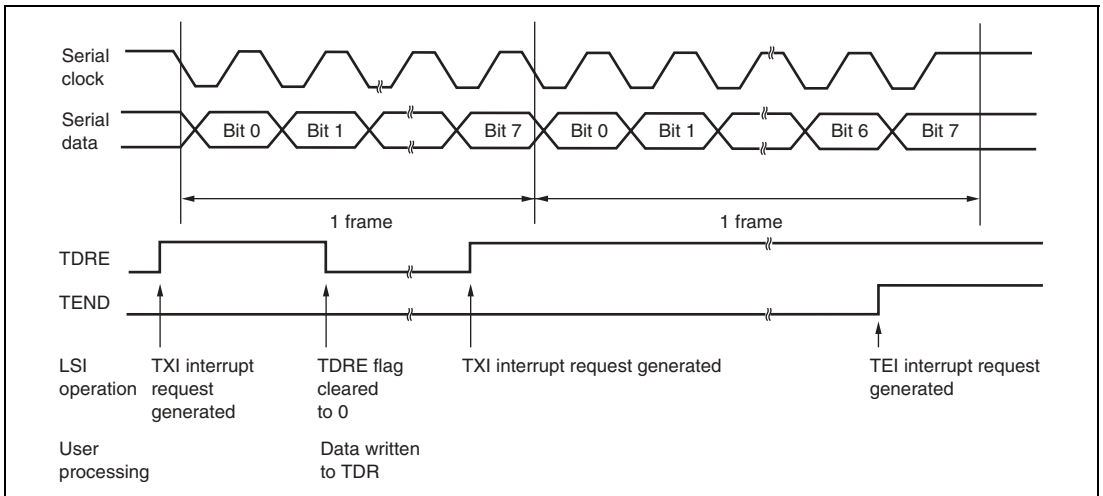 Serial
clock
Serial
data
Bit 0
Bit 1
Bit 7
Bit 0
Bit 1
Bit 6
Bit 7
1 frame
1 frame
TDRE
TEND
LSI
operation
TXI interrupt
request
generated
TDRE flag
cleared
to 0
TXI interrupt request generated
TEI interrupt request
generated
User
processing
Data written
to TDR